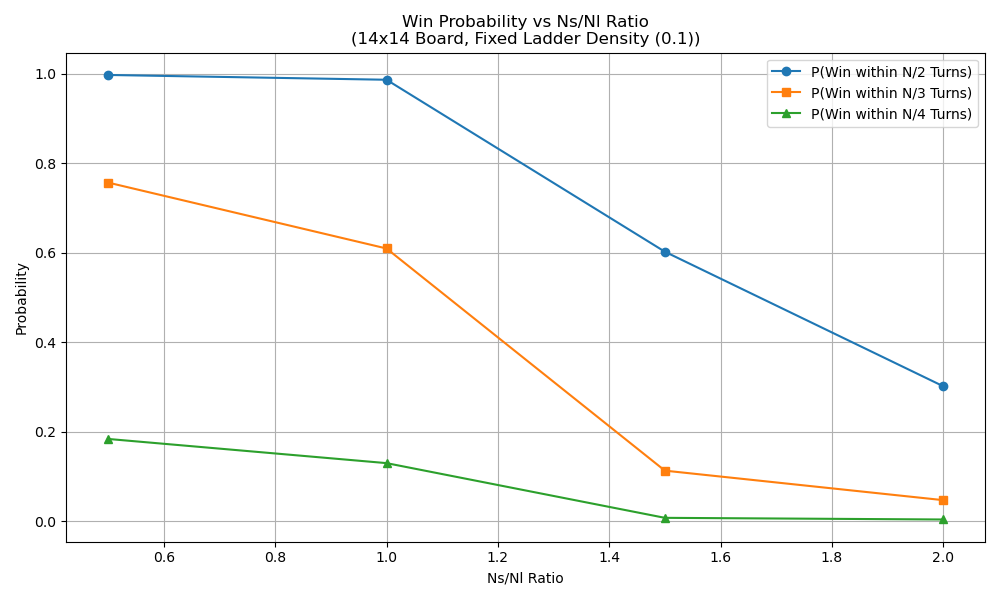 Win Probability vs Ns/Nl Ratio
(14x14 Board, Fixed Ladder Density (0.1))
P(Win within N/2 Turns)
P(Win within N/3 Turns)
P(Win within N/4 Turns)
Probability
1.0
0.8
0.6
0.4
0.2
0.0
0.6 0.8 1.0 1.2 1.4 1.6 1.8 2.0
Ns/Nl Ratio